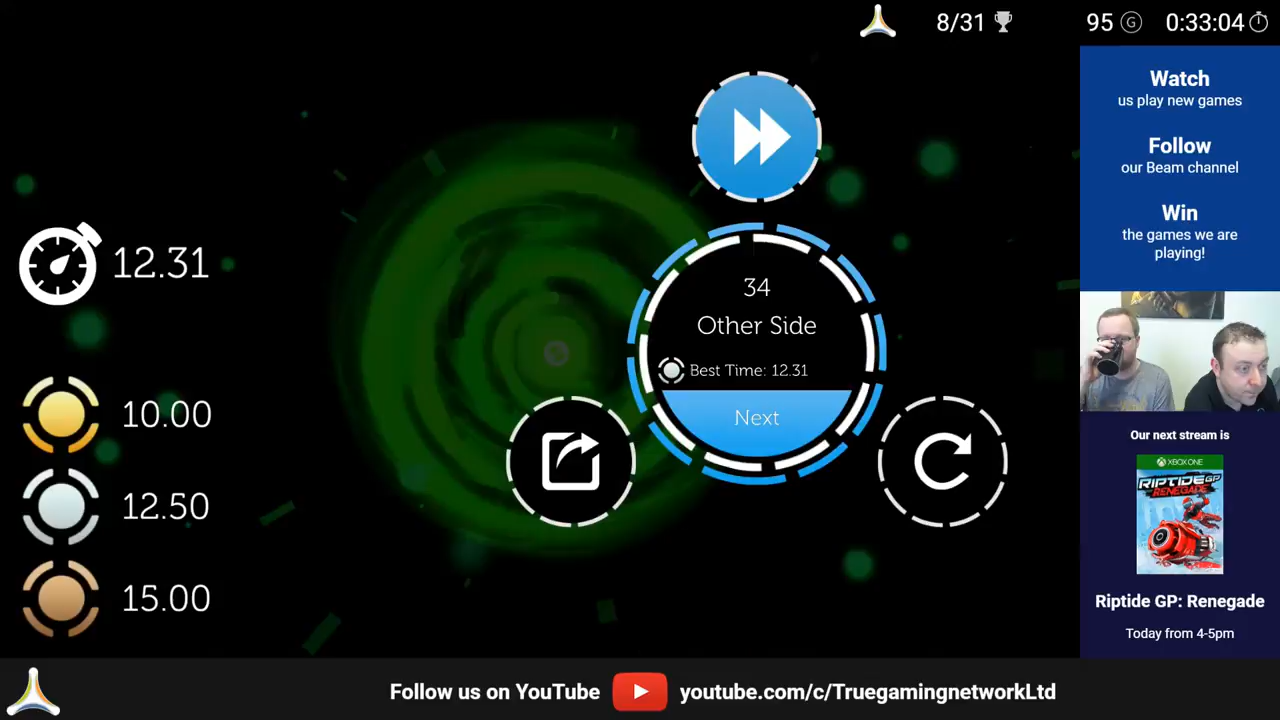 8/31
95 G
0:33:04
Watch
us play new games
Follow
our Beam channel
Win
the games we are
playing!
12.31
34
Other Side
Best Time: 12.31
Next
10.00
12.50
15.00
Our next stream is
XBOX ONE
RIPTIDE GP
RENEGADE
Riptide GP: Renegade
Today from 4-5pm
Follow us on YouTube
youtube.com/c/TruegamingnetworkLtd